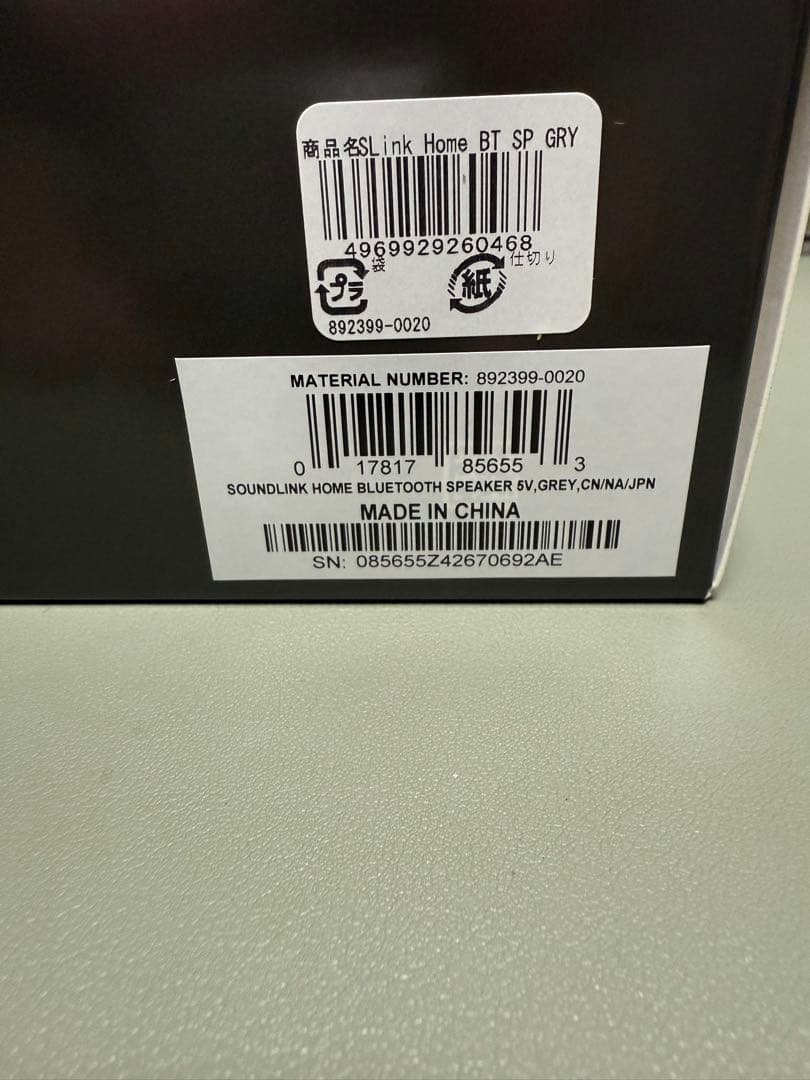 商品名SLink Home BT SP GRY
4969929260468
プラ 袋 紙 仕切り
892399-0020
MATERIAL NUMBER: 892399-0020
0 17817 85655 3
SOUNDLINK HOME BLUETOOTH SPEAKER 5V,GREY,CN/NA/JPN
MADE IN CHINA
SN: 085655Z42670692AE